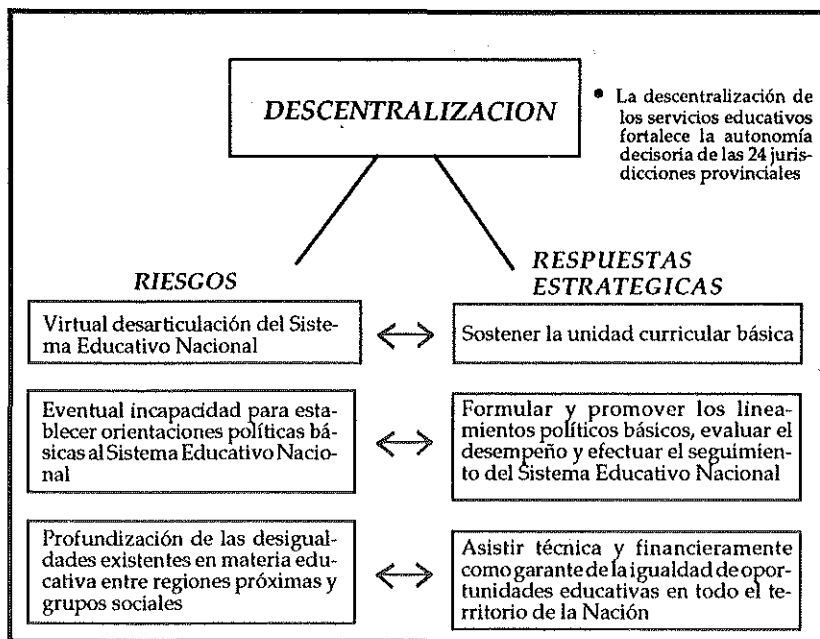 DESCENTRALIZACION
• La descentralización de
los servicios educativos
fortalece la autonomía
decisoria de las 24 juris-
dicciones provinciales
RIESGOS
Virtual desarticulación del Siste-
ma Educativo Nacional
Eventual incapacidad para esta-
blecer orientaciones políticas bá-
sicas al Sistema Educativo Nacio-
nal
Profundización de las desigual-
dades existentes en materia edu-
cativa entre regiones próximas y
grupos sociales
RESPUESTAS
ESTRATEGICAS
Sostener la unidad curricular básica
Formular y promover los linea-
mientos políticos básicos, evaluar el
desempeño y efectuar el seguimien-
to del Sistema Educativo Nacional
Asistir técnica y financieramente
como garante de la igualdad de opor-
tunidades educativas en todo el te-
rritorio de la Nación